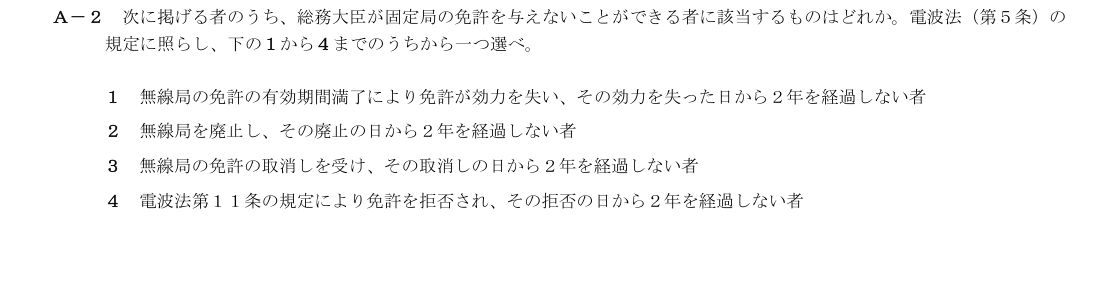 Ａ－２　次に掲げる者のうち、総務大臣が固定局の免許を与えないことができる者に該当するものはどれか。電波法（第５条）の
規定に照らし、下の１から４までのうちから一つ選べ。
１　無線局の免許の有効期間満了により免許が効力を失い、その効力を失った日から２年を経過しない者
２　無線局を廃止し、その廃止の日から２年を経過しない者
３　無線局の免許の取消しを受け、その取消しの日から２年を経過しない者
４　電波法第１１条の規定により免許を拒否され、その拒否の日から２年を経過しない者